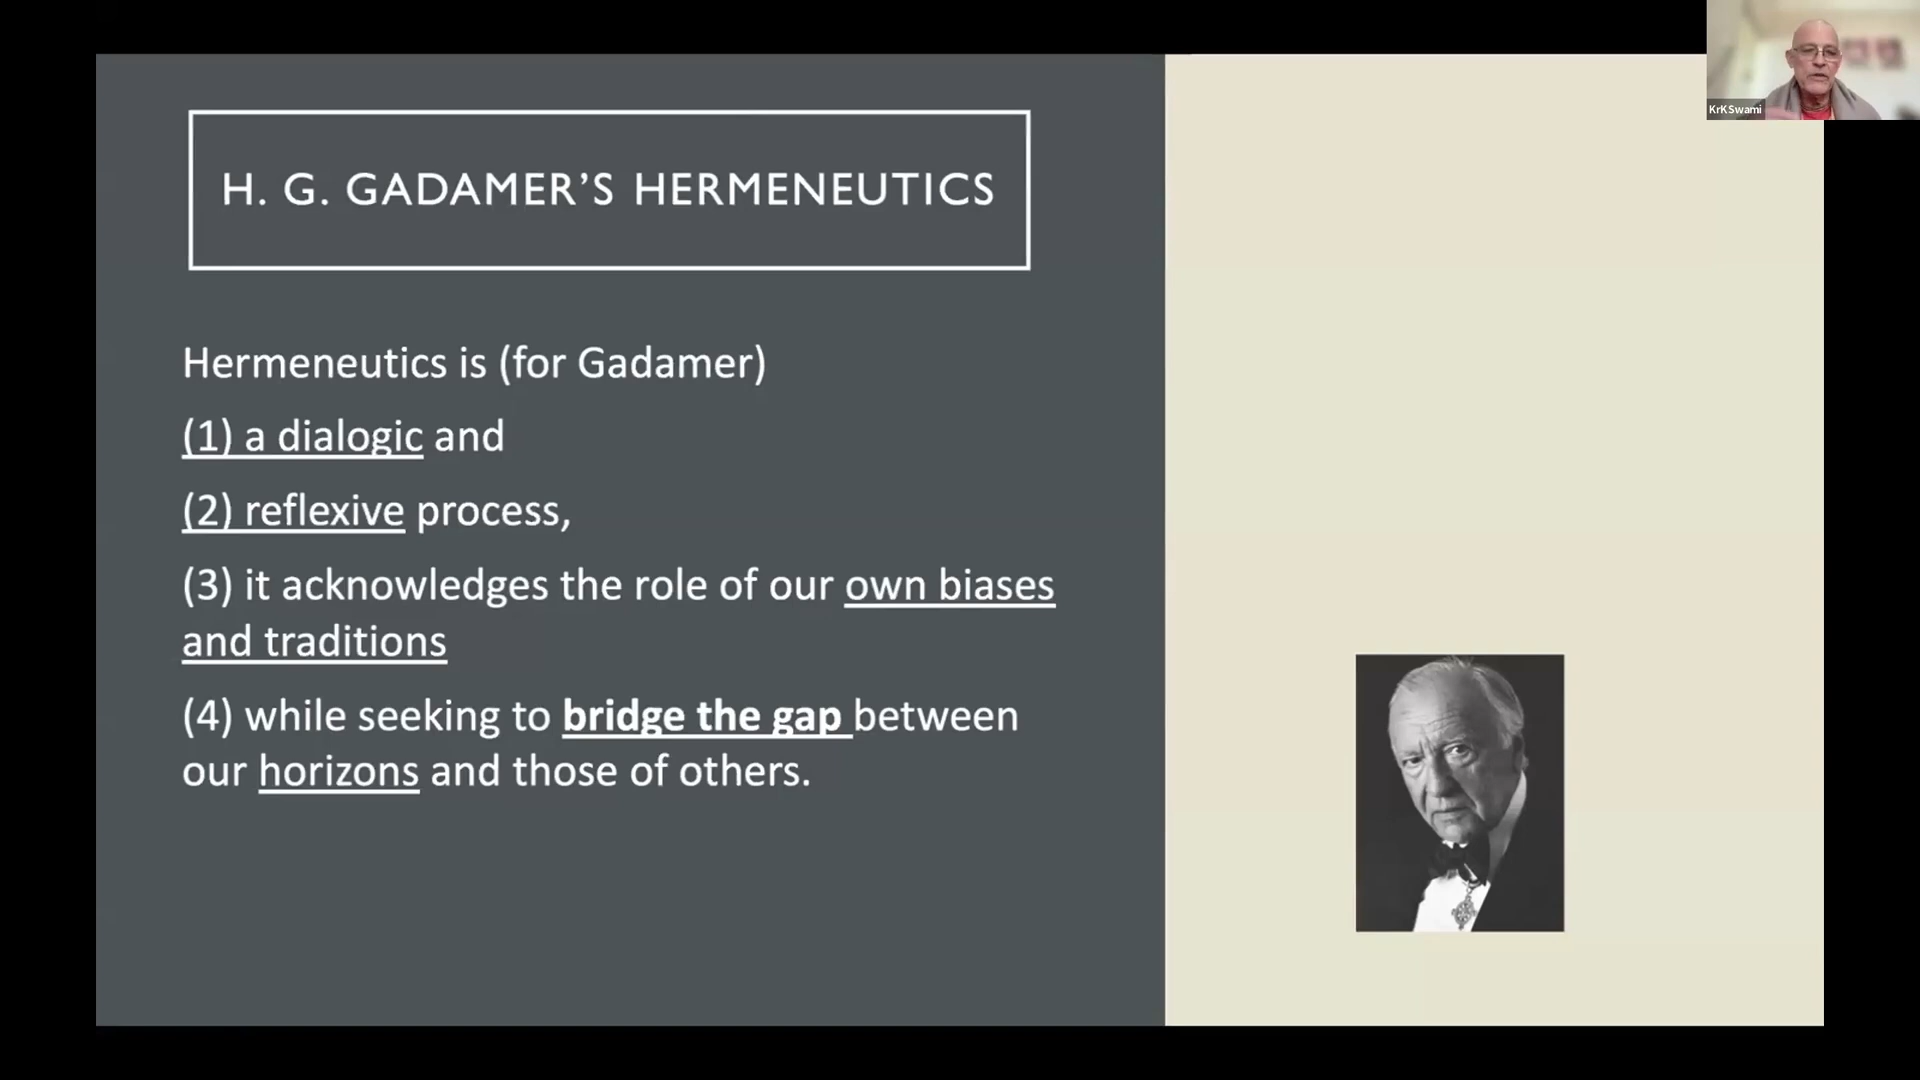 H. G. GADAMER’S HERMENEUTICS
Hermeneutics is (for Gadamer)
(1) a dialogic and
(2) reflexive process,
(3) it acknowledges the role of our own biases
and traditions
(4) while seeking to bridge the gap between
our horizons and those of others.
KrKSwami